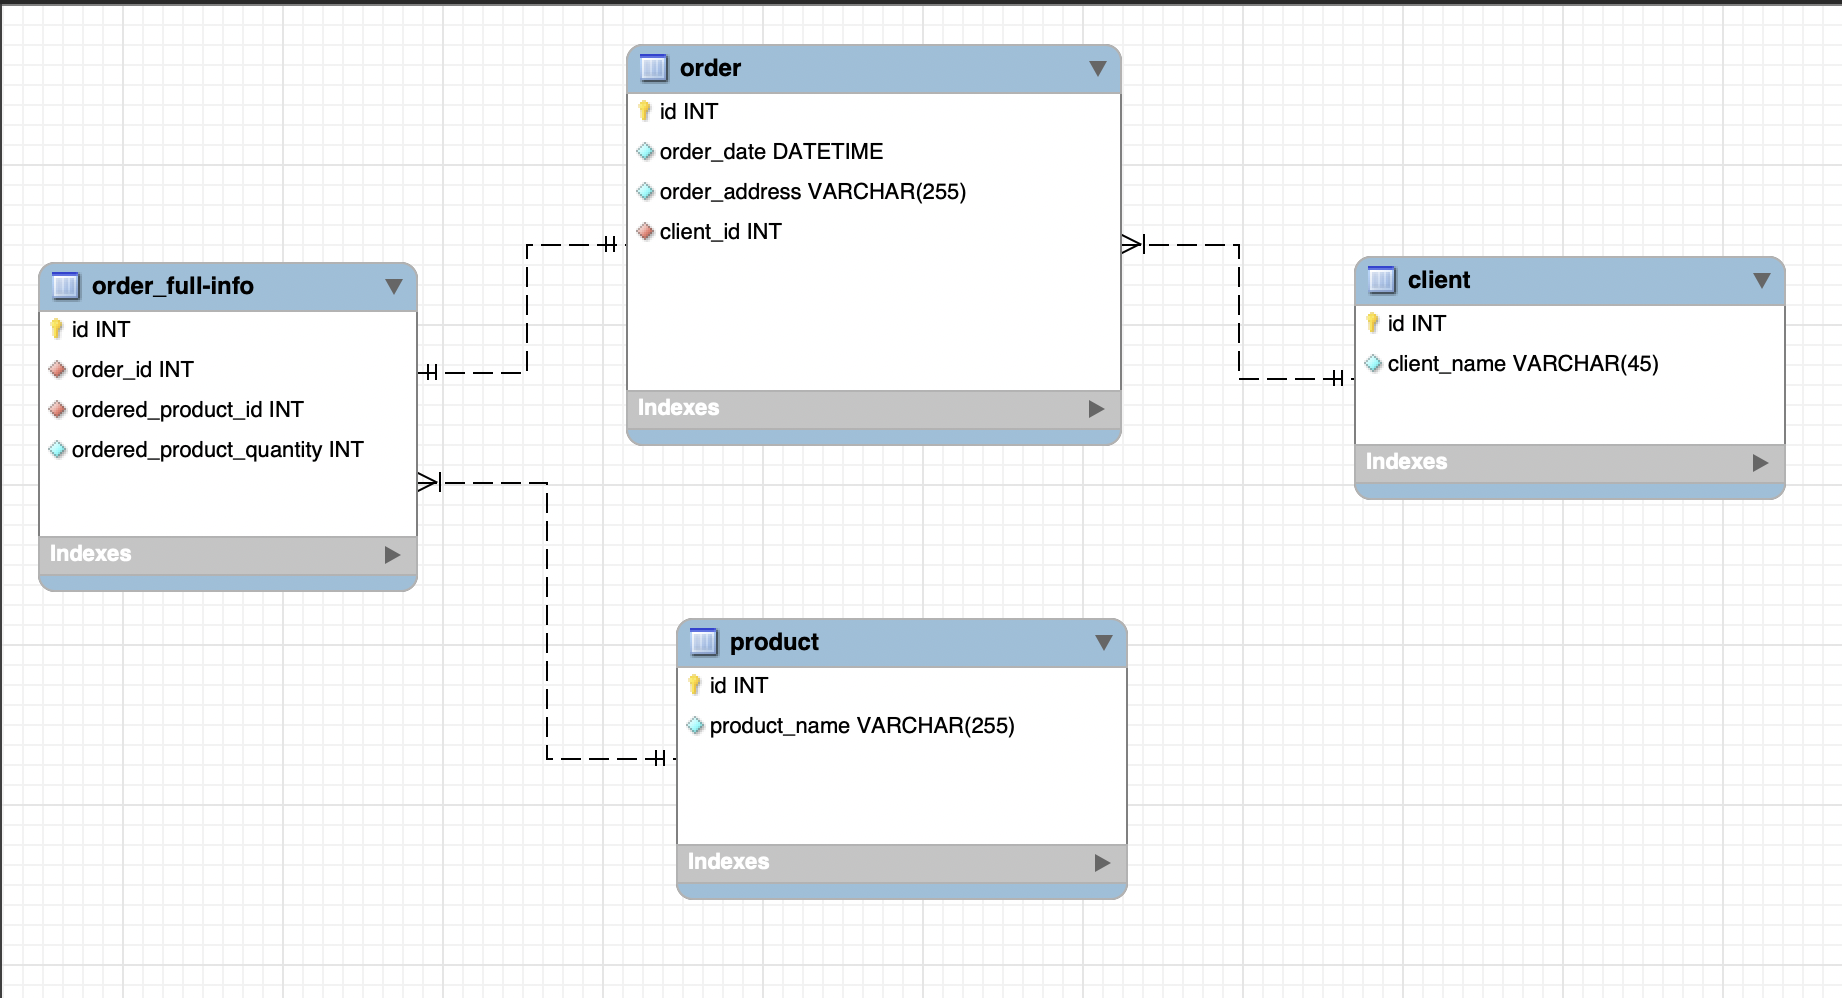 order
id INT
order_date DATETIME
order_address VARCHAR(255)
client_id INT
Indexes
order_full-info
id INT
order_id INT
ordered_product_id INT
ordered_product_quantity INT
Indexes
client
id INT
client_name VARCHAR(45)
Indexes
product
id INT
product_name VARCHAR(255)
Indexes